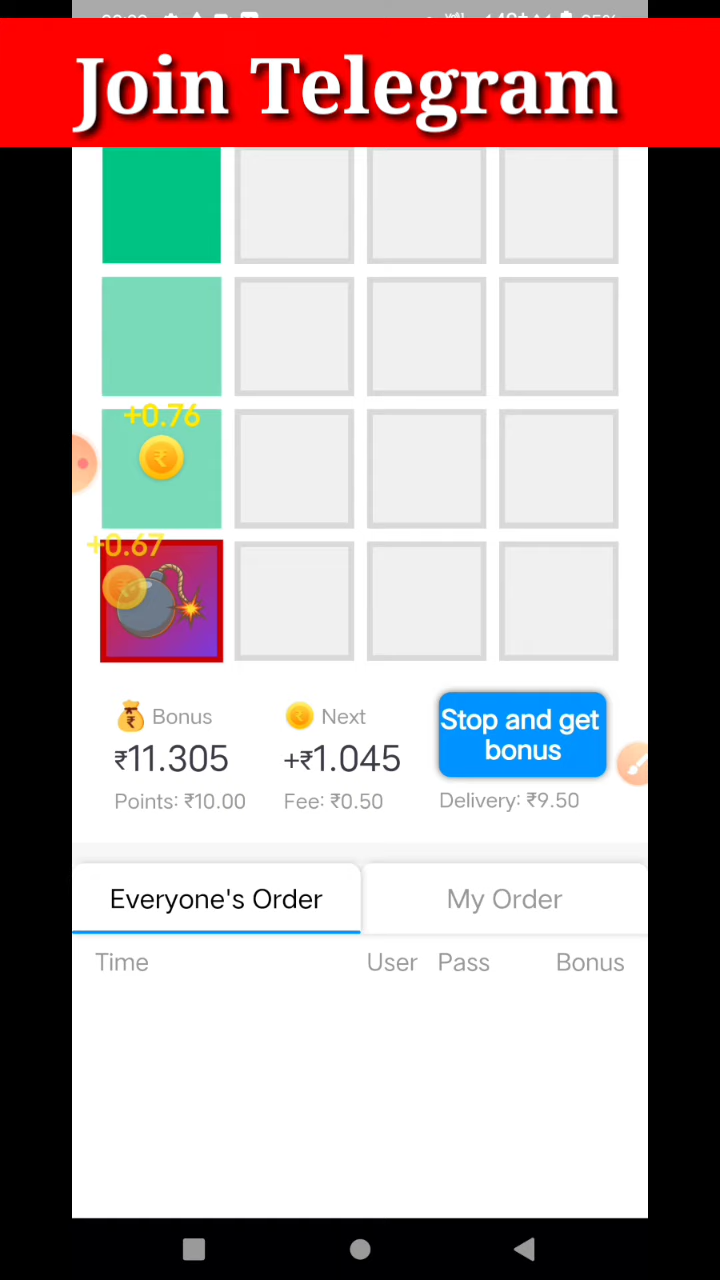 Join Telegram
+0.76
+0.67
Bonus
Next
Stop and get
bonus
₹11.305
+₹1.045
Points: ₹10.00
Fee: ₹0.50
Delivery: ₹9.50
Everyone's Order
My Order
Time
User
Pass
Bonus